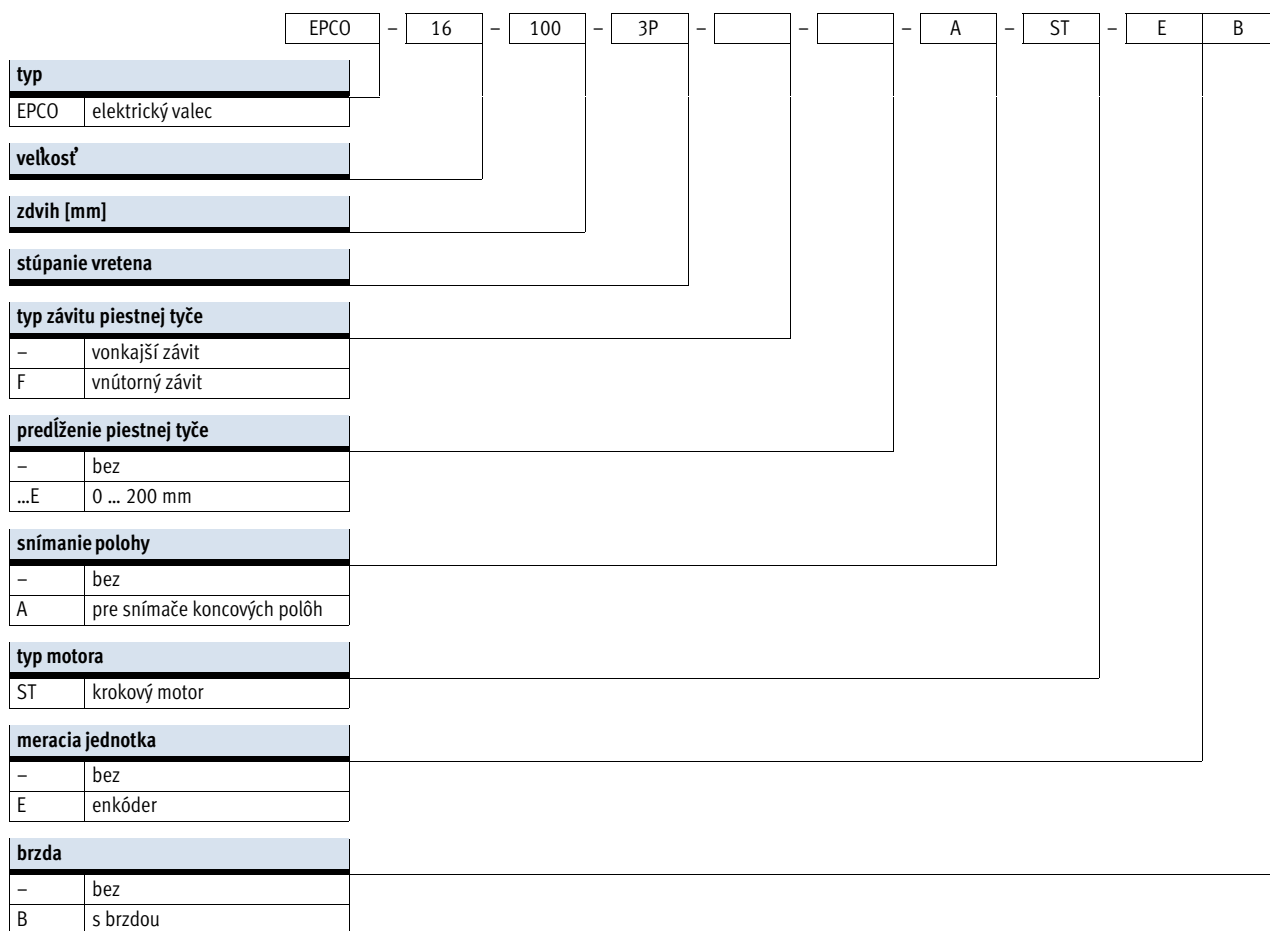 EPCO – 16 – 100 – 3P – – – A – ST – E B
typ
EPCO elektrický valec
veľkosť
zdvih [mm]
stúpanie vretena
typ závitu piestnej tyče
– vonkajší závit
F vnútorný závit
predĺženie piestnej tyče
– bez
...E 0 ... 200 mm
snímanie polohy
– bez
A pre snímače koncových polôh
typ motora
ST krokový motor
meracia jednotka
– bez
E enkóder
brzda
– bez
B s brzdou